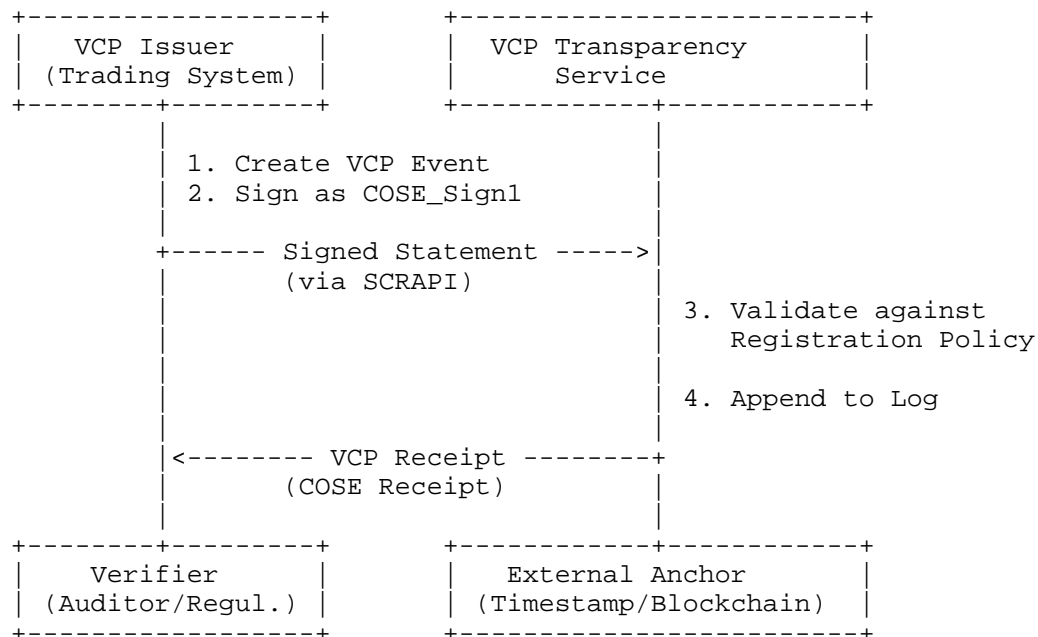 VCP Issuer VCP Transparency
(Trading System) Service
1. Create VCP Event
2. Sign as COSE_Sign1
Signed Statement
(via SCRAPI)
3. Validate against
Registration Policy
4. Append to Log
VCP Receipt
(COSE Receipt)
Verifier External Anchor
(Auditor/Regul.) (Timestamp/Blockchain)